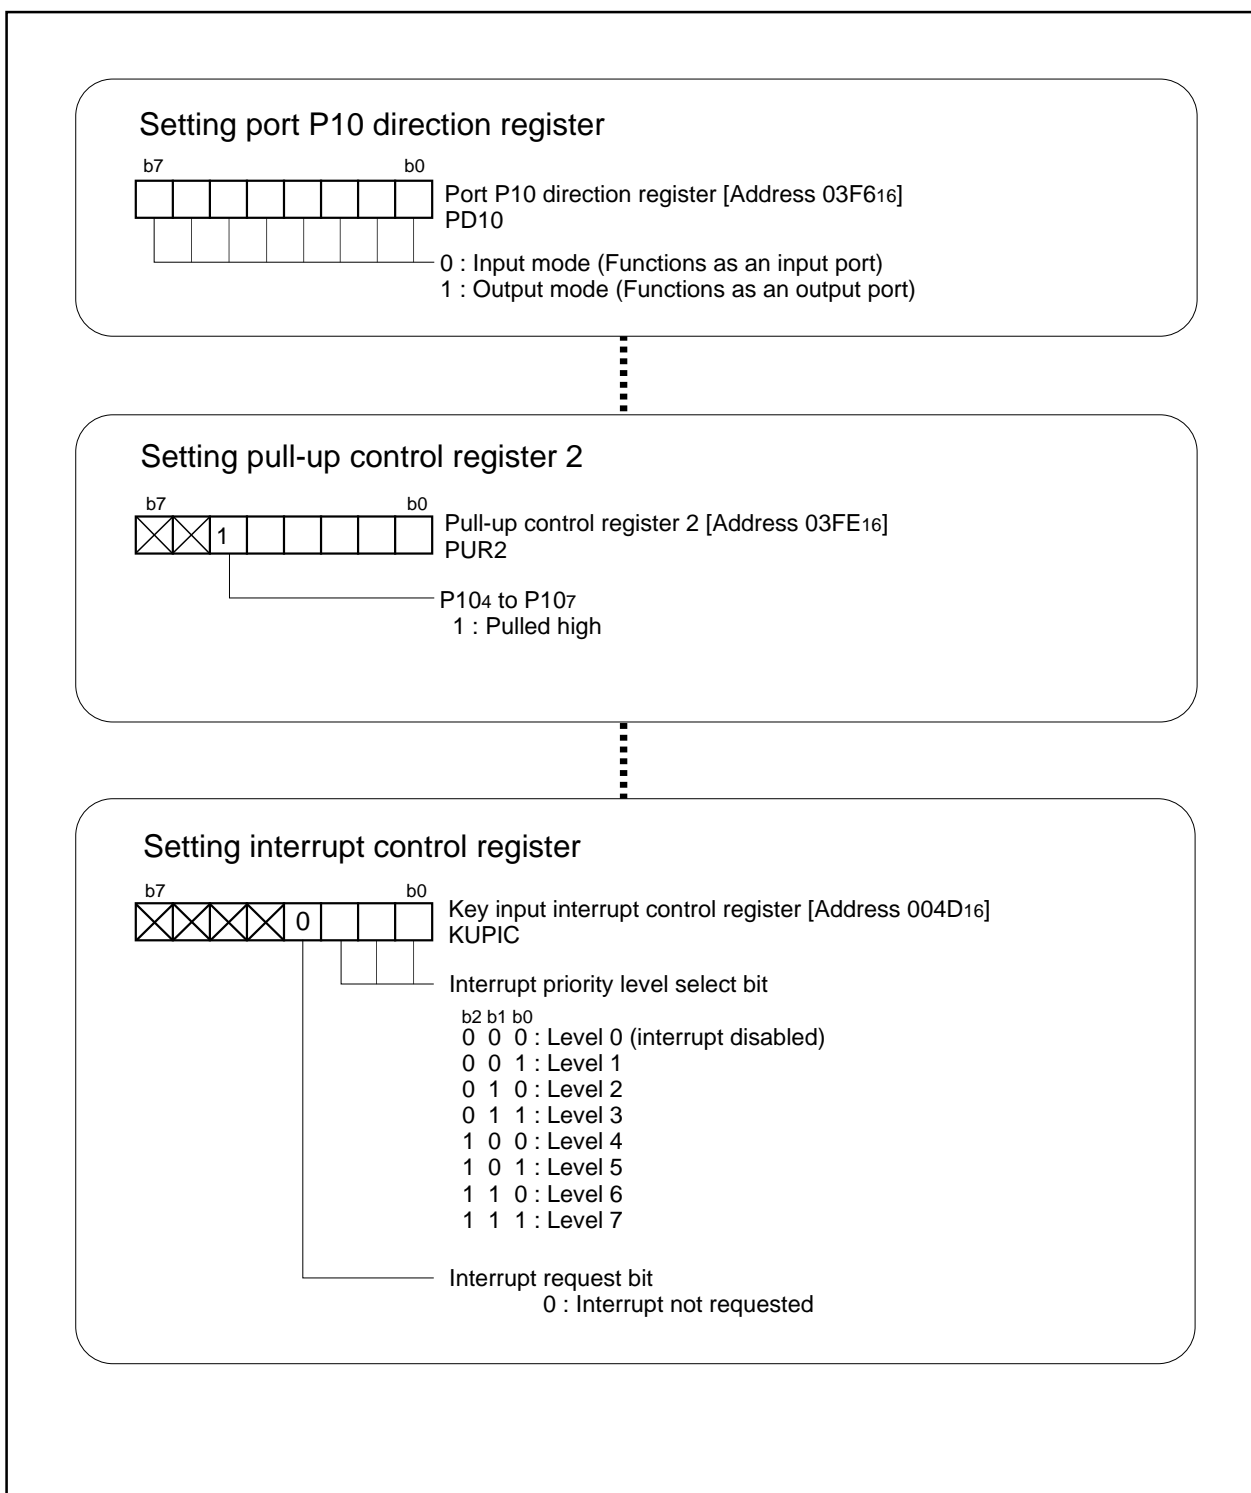 Setting port P10 direction register
b7 b0
Port P10 direction register [Address 03F616]
PD10
0 : Input mode (Functions as an input port)
1 : Output mode (Functions as an output port)
Setting pull-up control register 2
b7 b0
1
Pull-up control register 2 [Address 03FE16]
PUR2
P104 to P107
1 : Pulled high
Setting interrupt control register
b7 b0
0
Key input interrupt control register [Address 004D16]
KUPIC
Interrupt priority level select bit
b2 b1 b0
0 0 0 : Level 0 (interrupt disabled)
0 0 1 : Level 1
0 1 0 : Level 2
0 1 1 : Level 3
1 0 0 : Level 4
1 0 1 : Level 5
1 1 0 : Level 6
1 1 1 : Level 7
Interrupt request bit
0 : Interrupt not requested